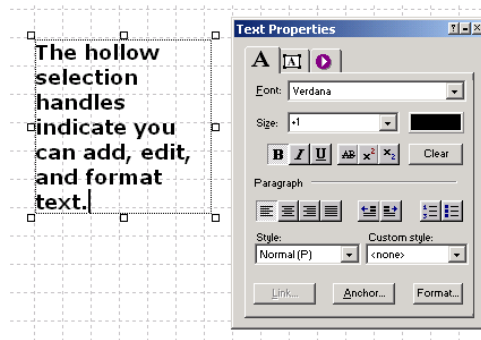 The hollow
selection
handles
indicate you
can add, edit,
and format
text.
Text Properties
A A
Font: Verdana
Size: +1
B I U AB x² x₂ Clear
Paragraph
Style: Custom style:
Normal (P) <none>
Link... Anchor... Format...